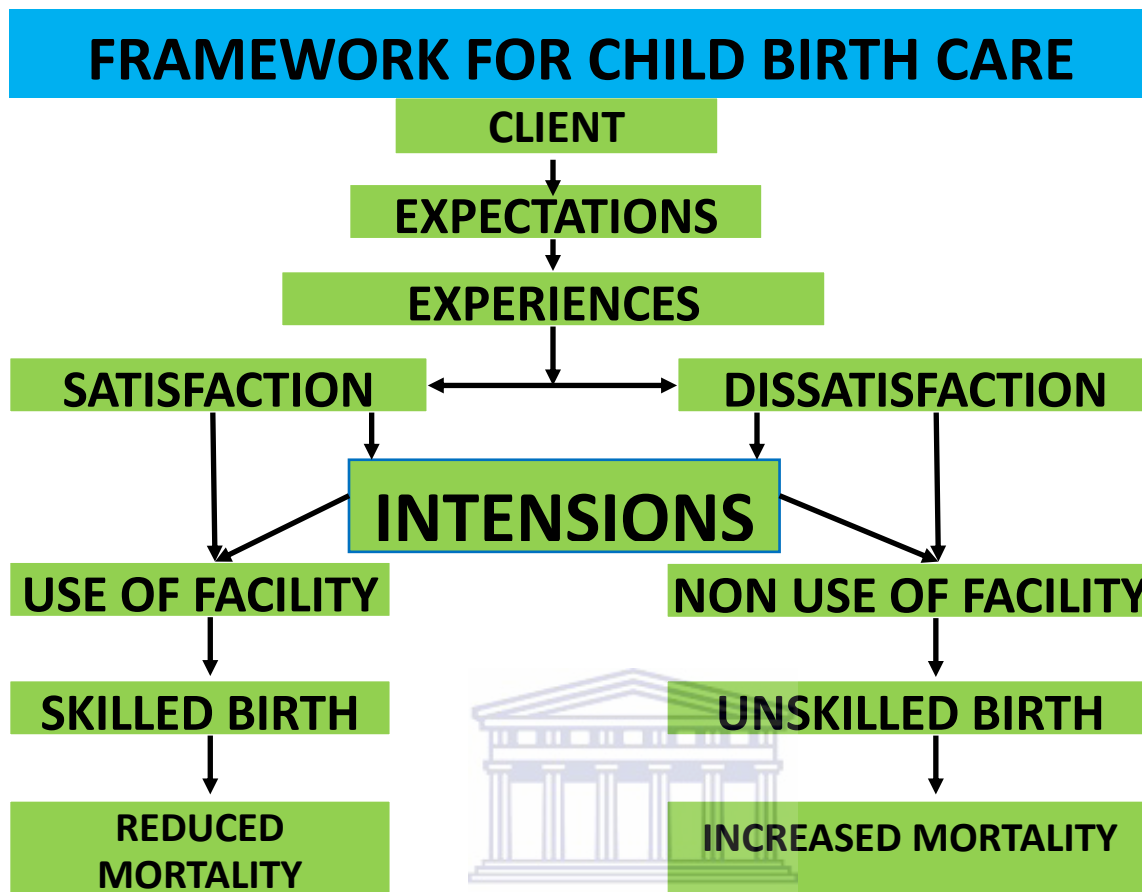 FRAMEWORK FOR CHILD BIRTH CARE
CLIENT
EXPECTATIONS
EXPERIENCES
SATISFACTION
DISSATISFACTION
INTENSIONS
USE OF FACILITY
NON USE OF FACILITY
SKILLED BIRTH
UNSKILLED BIRTH
REDUCED
MORTALITY
INCREASED MORTALITY